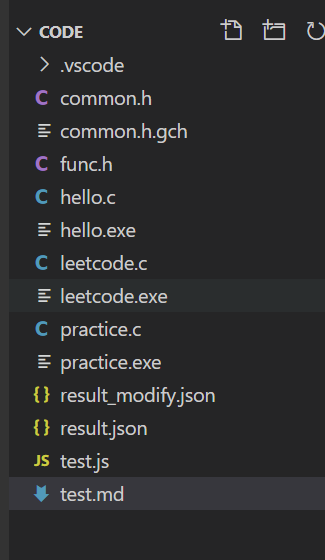 CODE
.vscode
C common.h
common.h.gch
C func.h
C hello.c
hello.exe
C leetcode.c
leetcode.exe
C practice.c
practice.exe
{} result_modify.json
{} result.json
JS test.js
test.md